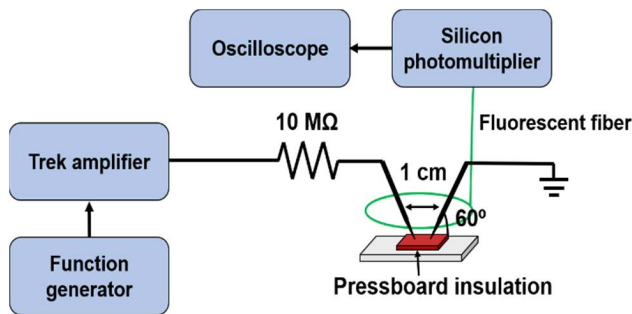 Oscilloscope
Silicon
photomultiplier
10 MΩ
Fluorescent fiber
Trek amplifier
1 cm
60º
Function
generator
Pressboard insulation